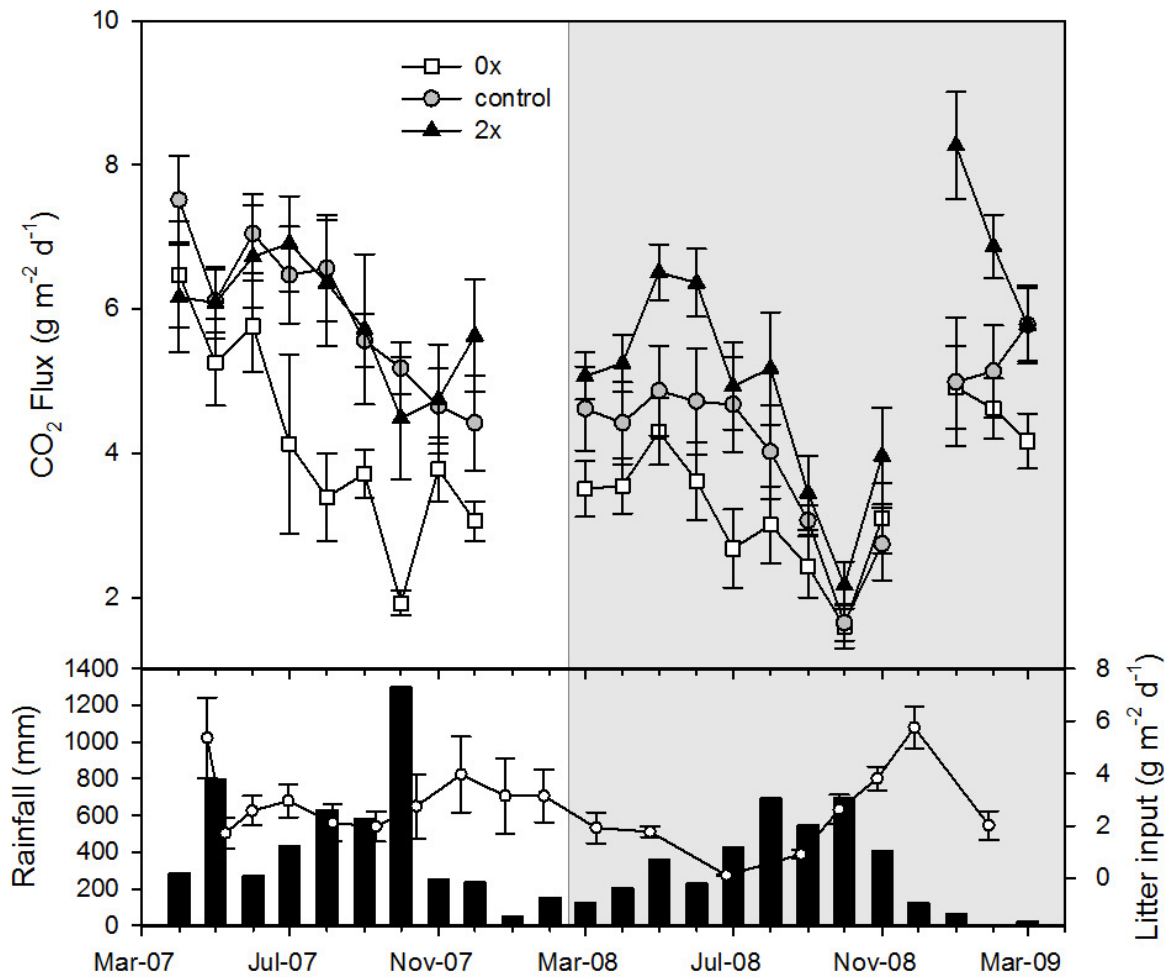 10
8
6
4
2
CO2 Flux (g m-2 d-1)
0x
control
2x
1400
1200
1000
800
600
400
200
0
Rainfall (mm)
8
6
4
2
0
Litter input (g m-2 d-1)
Mar-07 Jul-07 Nov-07 Mar-08 Jul-08 Nov-08 Mar-09